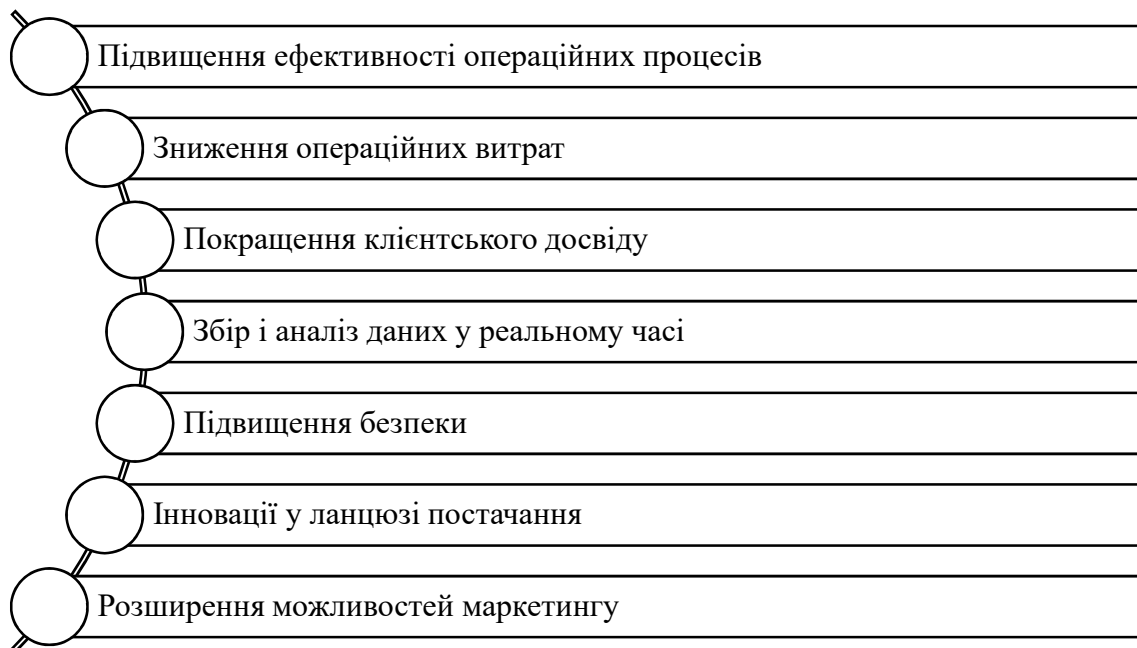 Підвищення ефективності операційних процесів
Зниження операційних витрат
Покращення клієнтського досвіду
Збір і аналіз даних у реальному часі
Підвищення безпеки
Інновації у ланцюзі постачання
Розширення можливостей маркетингу